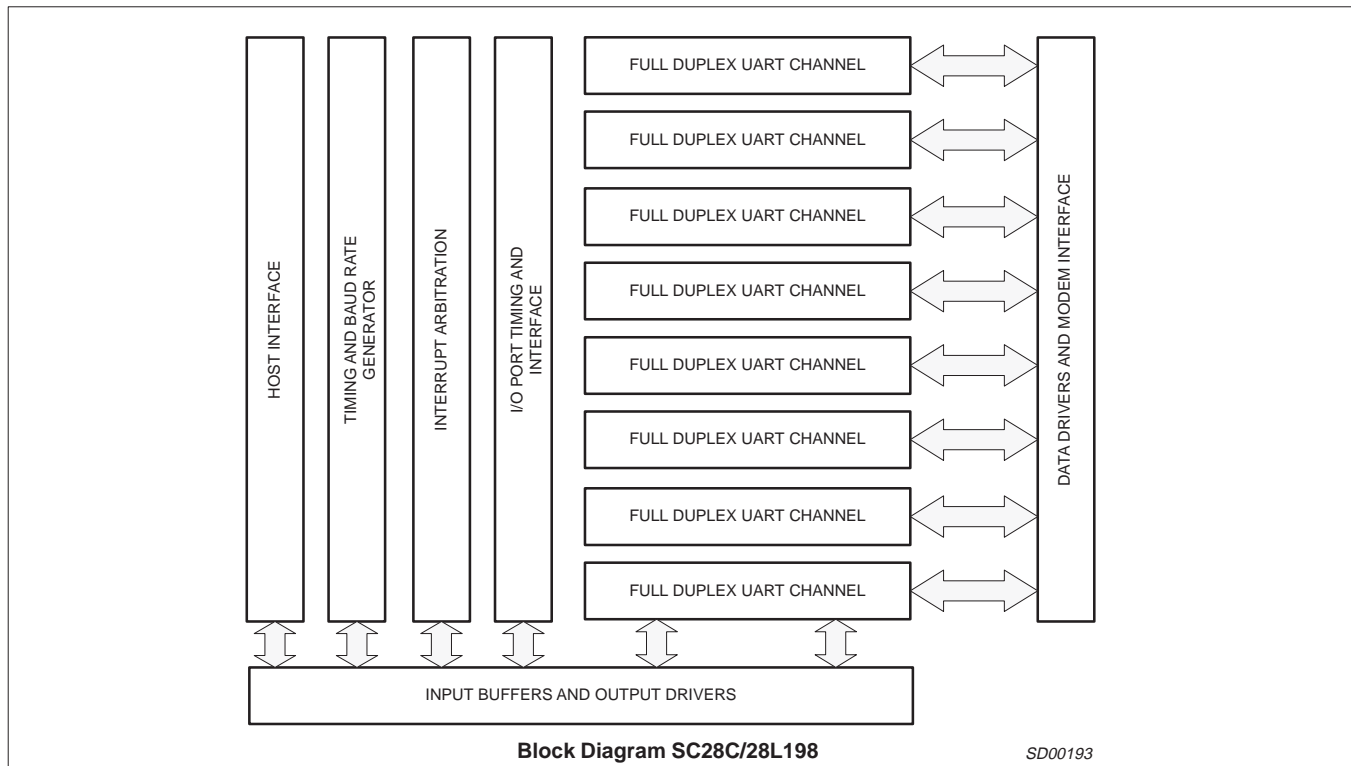 HOST INTERFACE
TIMING AND BAUD RATE
GENERATOR
INTERRUPT ARBITRATION
I/O PORT TIMING AND
INTERFACE
FULL DUPLEX UART CHANNEL
FULL DUPLEX UART CHANNEL
FULL DUPLEX UART CHANNEL
FULL DUPLEX UART CHANNEL
FULL DUPLEX UART CHANNEL
FULL DUPLEX UART CHANNEL
FULL DUPLEX UART CHANNEL
FULL DUPLEX UART CHANNEL
DATA DRIVERS AND MODEM INTERFACE
INPUT BUFFERS AND OUTPUT DRIVERS
Block Diagram SC28C/28L198
SD00193